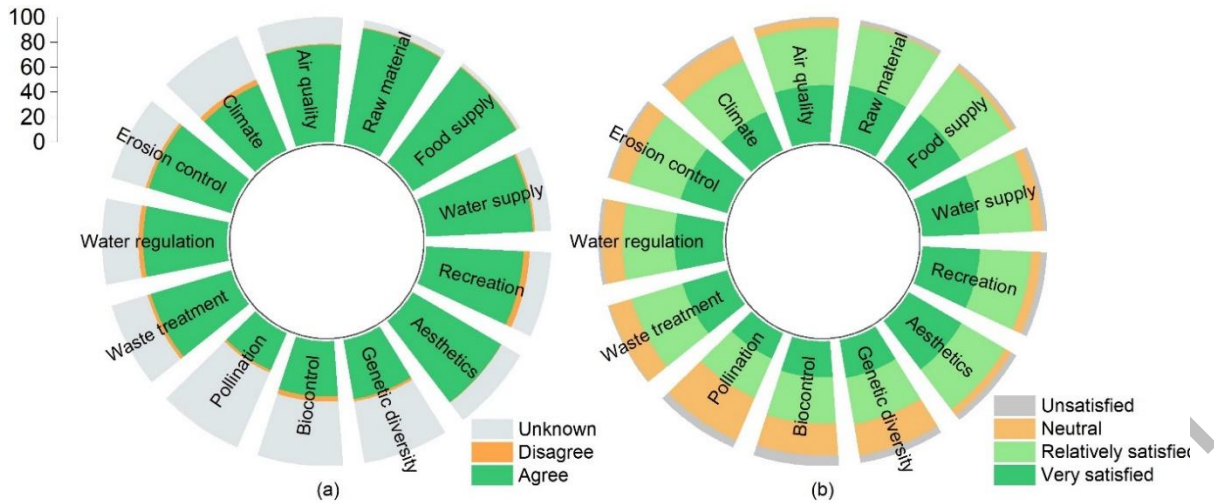 100
80
60
40
20
0
Air quality
Raw material
Food supply
Water supply
Recreation
Aesthetics
Genetic diversity
Biocontrol
Pollination
Waste treatment
Water regulation
Erosion control
Climate
Unknown
Disagree
Agree
(a)
Air quality
Raw material
Food supply
Water supply
Recreation
Aesthetics
Genetic diversity
Biocontrol
Pollination
Waste treatment
Water regulation
Erosion control
Climate
Unsatisfied
Neutral
Relatively satisfied
Very satisfied
(b)